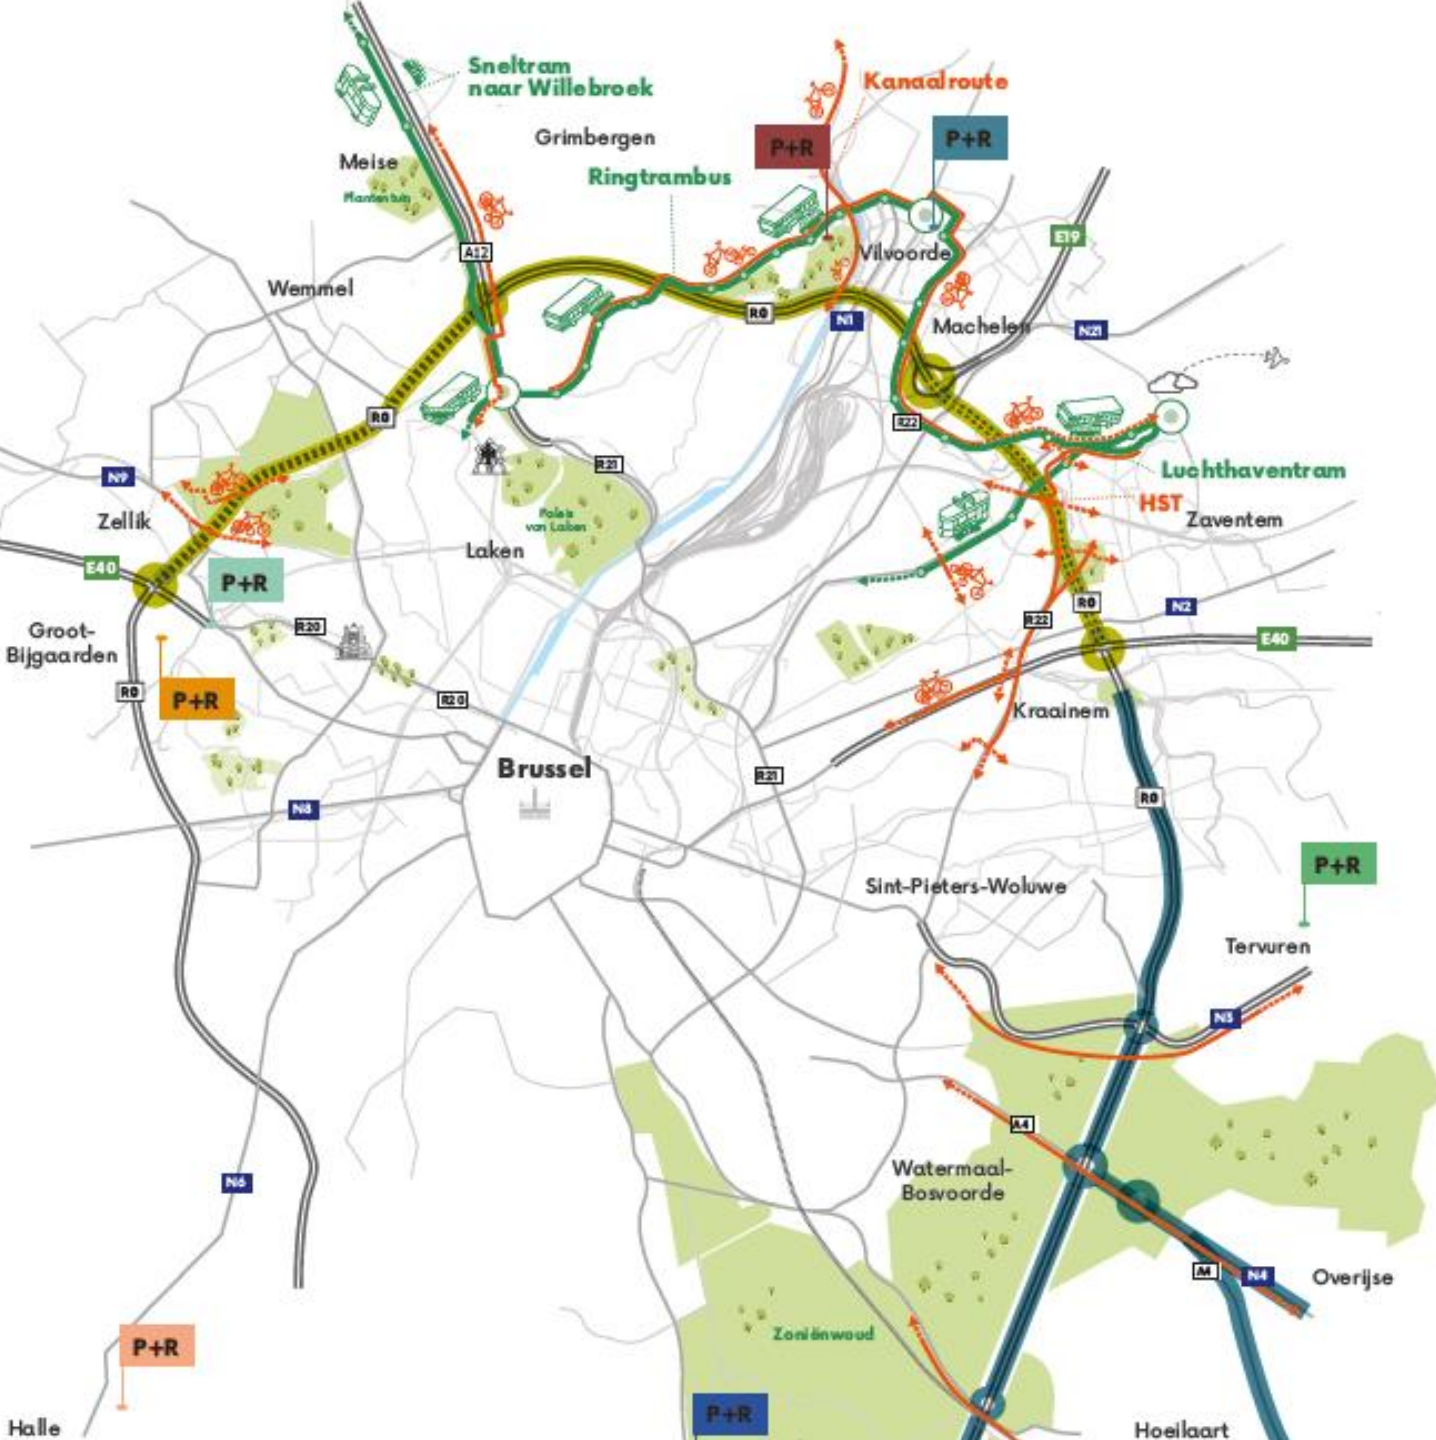 Sneltram
naar Willebroek
Kanaalroute
Grimbergen
P+R
P+R
Meise
Ringtrambus
Plantentuin
A12
Vilvoorde
E19
Wemmel
R0
N1
Machelen
N21
R0
R22
R21
Luchthaventram
N9
HST
Zellik
Paleis
van Laken
Zaventem
Laken
E40
P+R
R0
N2
Groot-
Bijgaarden
R20
R22
E40
R0
P+R
R20
Kraainem
Brussel
R21
R0
N8
P+R
Sint-Pieters-Woluwe
Tervuren
N3
A4
Watermaal-
Bosvoorde
N6
A4
N4
Overijse
Zoniënwoud
P+R
P+R
Halle
Hoeilaart